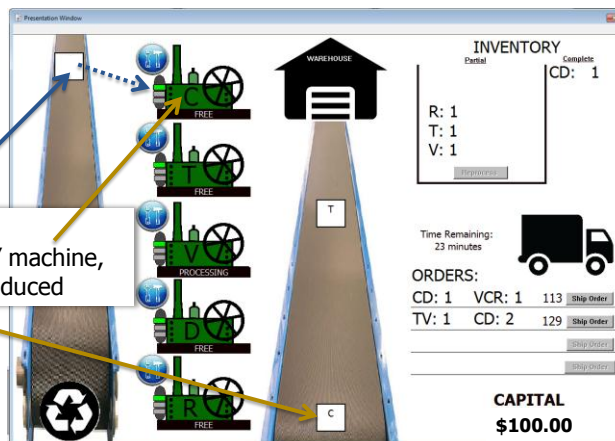 Presentation Window
C
FREE
T
FREE
V
PROCESSING
D
FREE
R
FREE
machine,
duced
WAREHOUSE
T
C
INVENTORY
Partial
Complete
CD: 1
R: 1
T: 1
V: 1
Reprocess
Time Remaining:
23 minutes
ORDERS:
CD: 1 VCR: 1 113 Ship Order
TV: 1 CD: 2 129 Ship Order
Ship Order
Ship Order
CAPITAL
$100.00